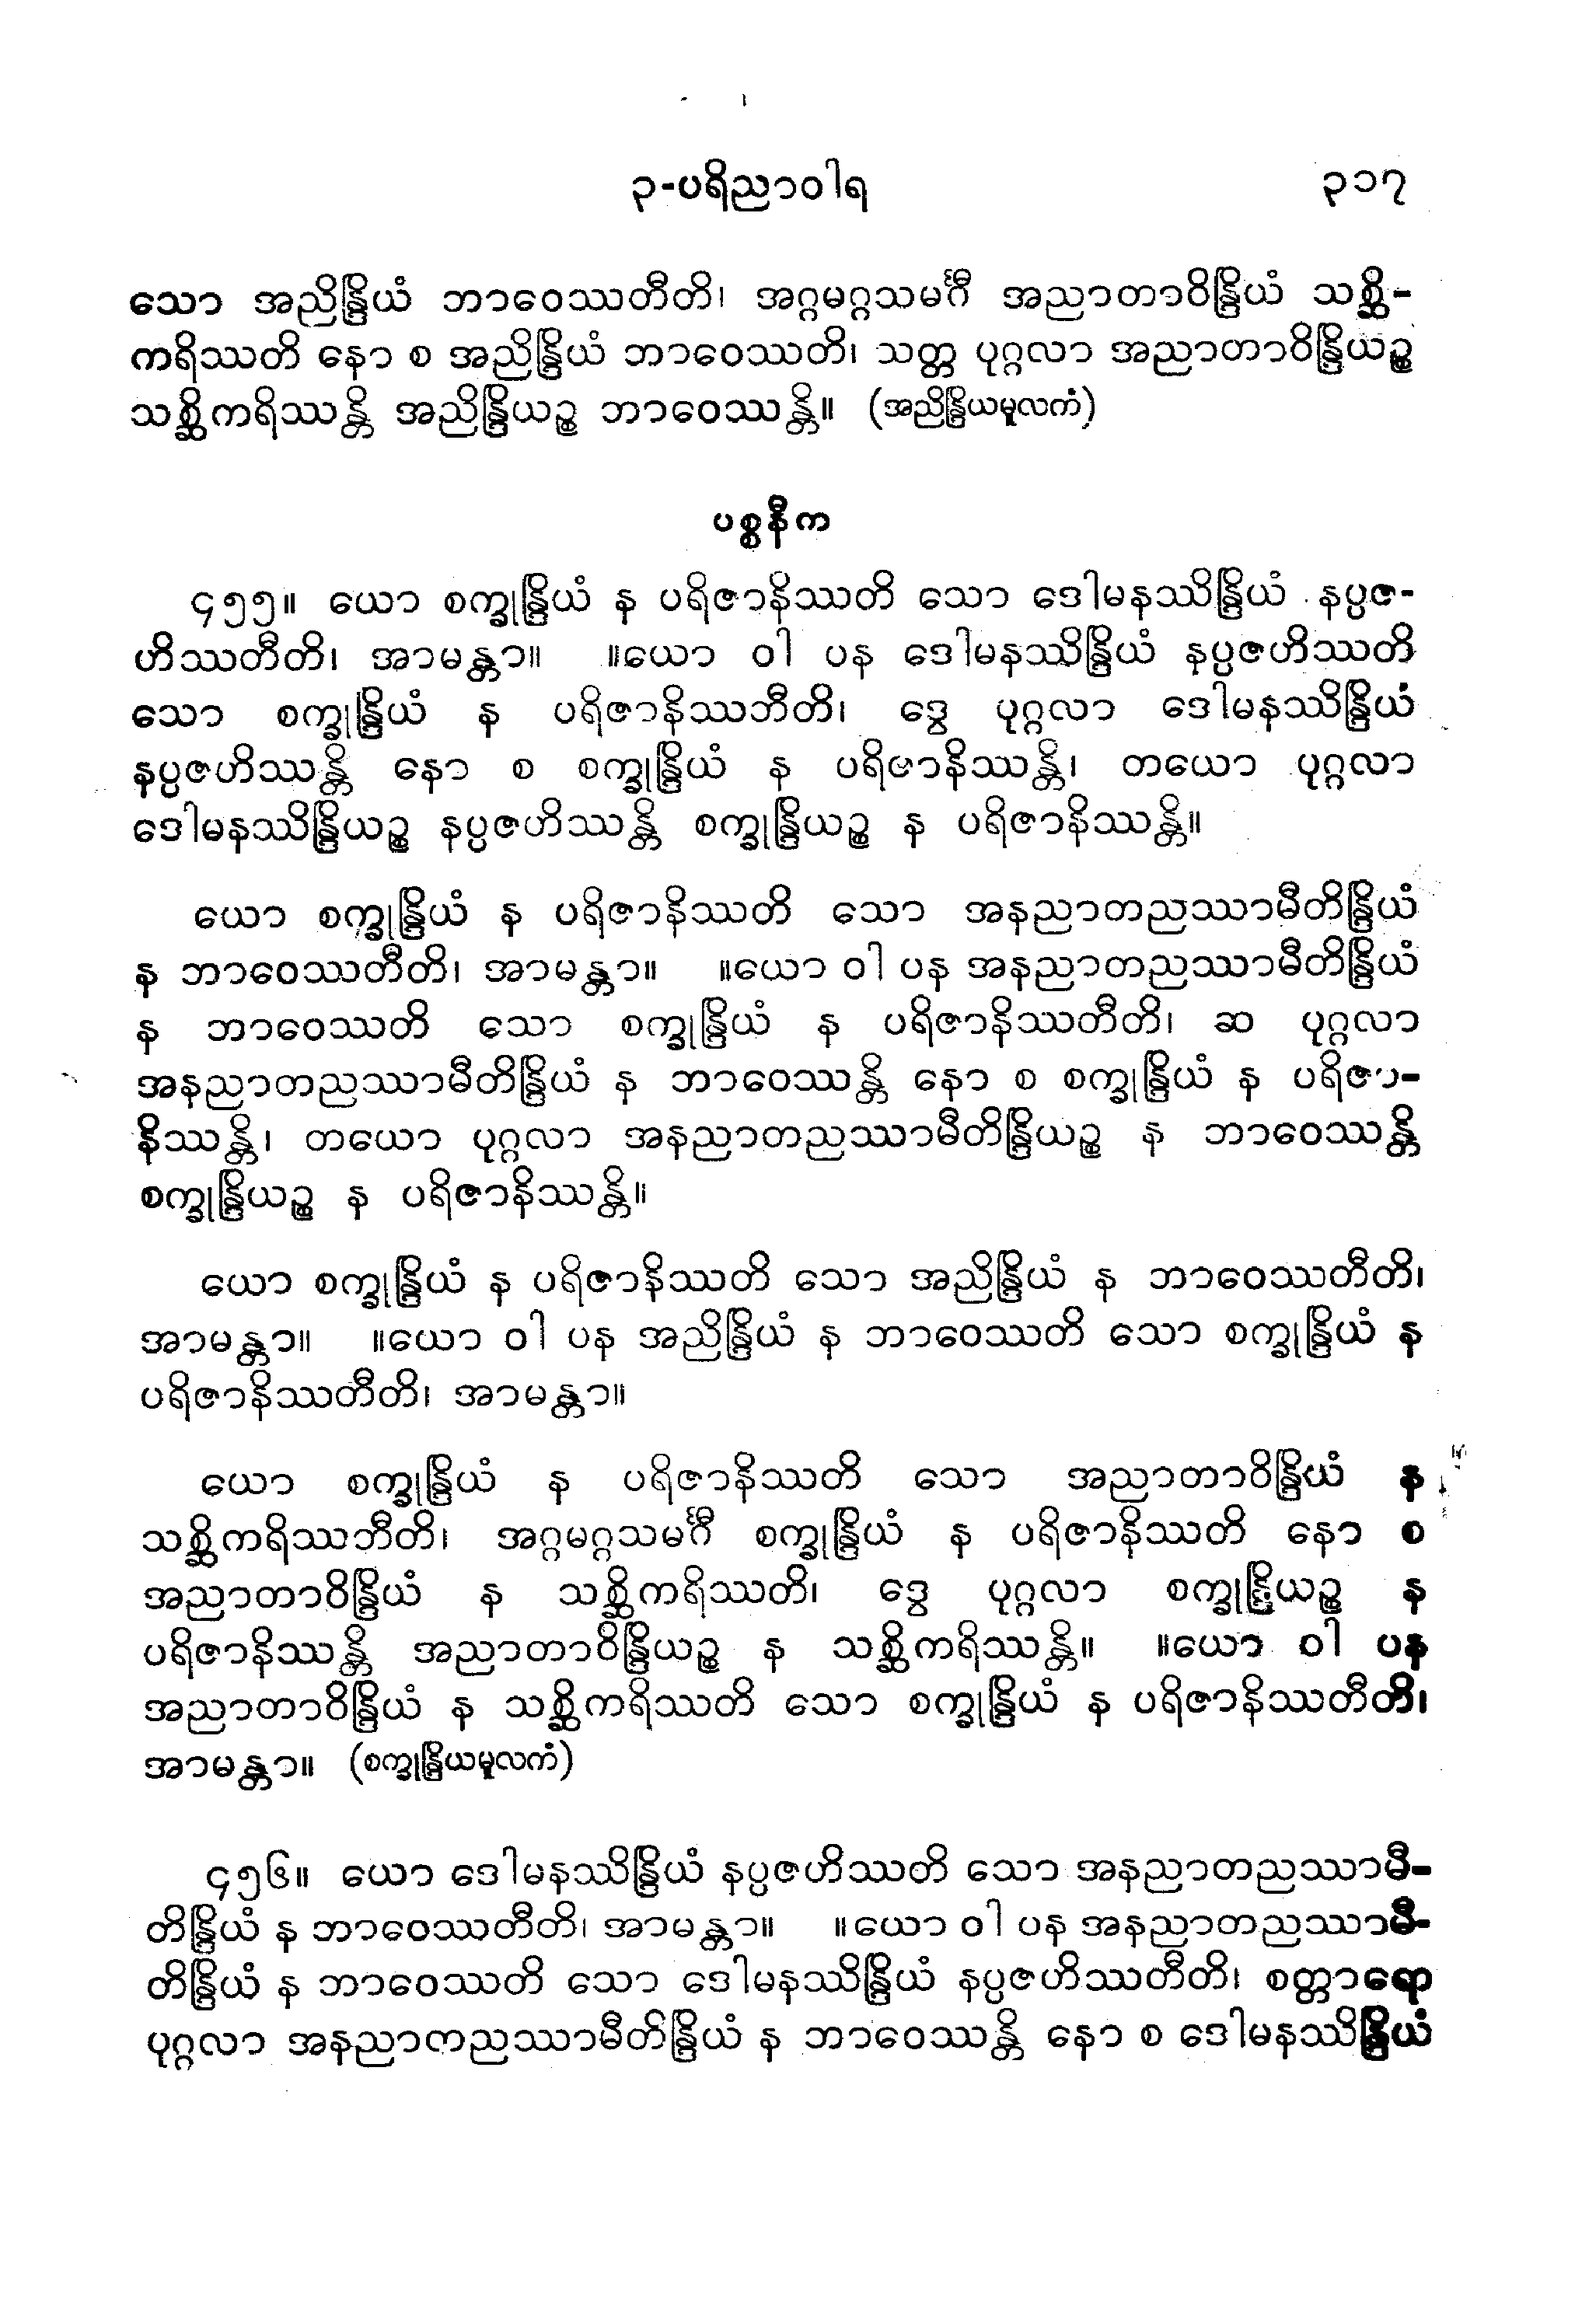 ၃-ပရိညာဝါရ ၃၁၇
သော အညိန္ဒြိယံ ဘာဝေဿတီတိ၊ အဂ္ဂမဂ္ဂသမင်္ဂီ အညာတာဝိန္ဒြိယံ သစ္ဆိ-
ကရိဿတိ နော စ အညိန္ဒြိယံ ဘာဝေဿတိ၊ သတ္တ ပုဂ္ဂလာ အညာတာဝိန္ဒြိယဉ္စ
သစ္ဆိကရိဿန္တိ အညိန္ဒြိယဉ္စ ဘာဝေဿန္တိ။ (အညိန္ဒြိယမူလကံ)
ပစ္စနီက
၄၅၅။ ယော စက္ခုန္ဒြိယံ န ပရိဇာနိဿတိ သော ဒေါမနဿိန္ဒြိယံ နပ္ပဇ-
ဟိဿတီတိ၊ အာမန္တာ။ ။ယော ဝါ ပန ဒေါမနဿိန္ဒြိယံ နပ္ပဇဟိဿတိ
သော စက္ခုန္ဒြိယံ န ပရိဇာနိဿတီတိ၊ ဒွေ ပုဂ္ဂလာ ဒေါမနဿိန္ဒြိယံ
နပ္ပဇဟိဿန္တိ နော စ စက္ခုန္ဒြိယံ န ပရိဇာနိဿန္တိ၊ တယော ပုဂ္ဂလာ
ဒေါမနဿိန္ဒြိယဉ္စ နပ္ပဇဟိဿန္တိ စက္ခုန္ဒြိယဉ္စ န ပရိဇာနိဿန္တိ။
ယော စက္ခုန္ဒြိယံ န ပရိဇာနိဿတိ သော အနညာတညဿာမီတိန္ဒြိယံ
န ဘာဝေဿတီတိ၊ အာမန္တာ။ ။ယော ဝါ ပန အနညာတညဿာမီတိန္ဒြိယံ
န ဘာဝေဿတိ သော စက္ခုန္ဒြိယံ န ပရိဇာနိဿတီတိ၊ ဆ ပုဂ္ဂလာ
အနညာတညဿာမီတိန္ဒြိယံ န ဘာဝေဿန္တိ နော စ စက္ခုန္ဒြိယံ န ပရိဇာ-
နိဿန္တိ၊ တယော ပုဂ္ဂလာ အနညာတညဿာမီတိန္ဒြိယဉ္စ န ဘာဝေဿန္တိ
စက္ခုန္ဒြိယဉ္စ န ပရိဇာနိဿန္တိ။
ယော စက္ခုန္ဒြိယံ န ပရိဇာနိဿတိ သော အညိန္ဒြိယံ န ဘာဝေဿတီတိ၊
အာမန္တာ။ ။ယော ဝါ ပန အညိန္ဒြိယံ န ဘာဝေဿတိ သော စက္ခုန္ဒြိယံ န
ပရိဇာနိဿတီတိ၊ အာမန္တာ။
ယော စက္ခုန္ဒြိယံ န ပရိဇာနိဿတိ သော အညာတာဝိန္ဒြိယံ န
သစ္ဆိကရိဿတီတိ၊ အဂ္ဂမဂ္ဂသမင်္ဂီ စက္ခုန္ဒြိယံ န ပရိဇာနိဿတိ နော စ
အညာတာဝိန္ဒြိယံ န သစ္ဆိကရိဿတိ၊ ဒွေ ပုဂ္ဂလာ စက္ခုန္ဒြိယဉ္စ န
ပရိဇာနိဿန္တိ အညာတာဝိန္ဒြိယဉ္စ န သစ္ဆိကရိဿန္တိ။ ။ယော ဝါ ပန
အညာတာဝိန္ဒြိယံ န သစ္ဆိကရိဿတိ သော စက္ခုန္ဒြိယံ န ပရိဇာနိဿတီတိ၊
အာမန္တာ။ (စက္ခုန္ဒြိယမူလကံ)
၄၅၆။ ယော ဒေါမနဿိန္ဒြိယံ နပ္ပဇဟိဿတိ သော အနညာတညဿာမီ-
တိန္ဒြိယံ န ဘာဝေဿတီတိ၊ အာမန္တာ။ ။ယော ဝါ ပန အနညာတညဿာမီ-
တိန္ဒြိယံ န ဘာဝေဿတိ သော ဒေါမနဿိန္ဒြိယံ နပ္ပဇဟိဿတီတိ၊ စတ္တာရော
ပုဂ္ဂလာ အနညာတညဿာမီတိန္ဒြိယံ န ဘာဝေဿန္တိ နော စ ဒေါမနဿိန္ဒြိယံ